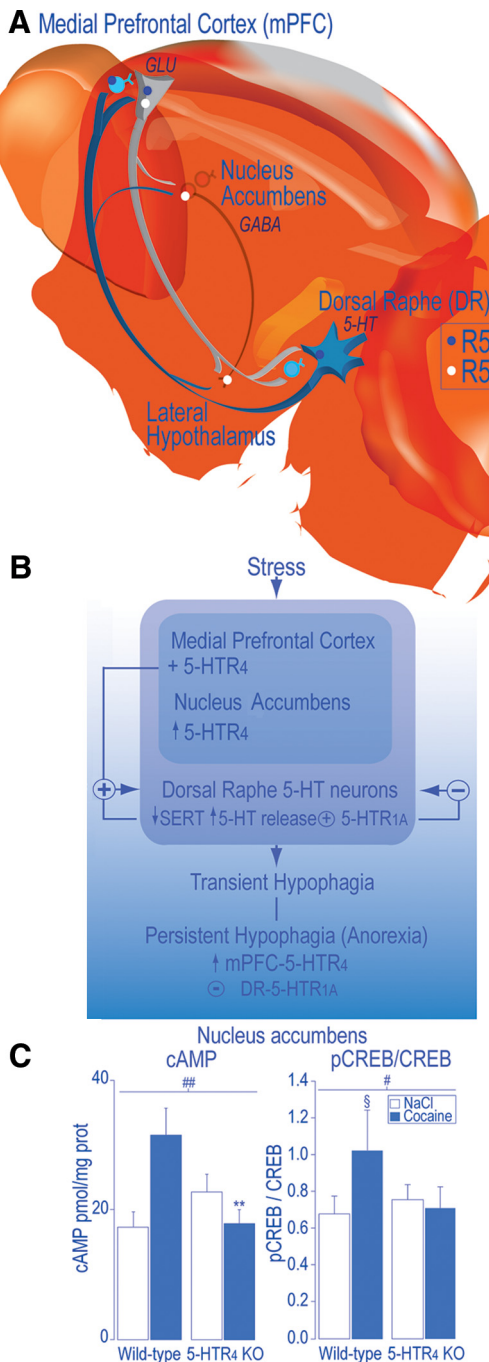 A Medial Prefrontal Cortex (mPFC)
GLU
Nucleus
Accumbens
GABA
Dorsal Raphe (DR)
5-HT
R5
R5
Lateral
Hypothalamus
B
Stress
Medial Prefrontal Cortex
+ 5-HTR4
Nucleus Accumbens
↑ 5-HTR4
+
−
Dorsal Raphe 5-HT neurons
↓SERT ↑5-HT release ⊕ 5-HTR1A
Transient Hypophagia
Persistent Hypophagia (Anorexia)
↑ mPFC-5-HTR4
⊖ DR-5-HTR1A
C
Nucleus accumbens
cAMP
pCREB/CREB
cAMP pmol/mg prot
40
20
0
##
**
Wild-type 5-HTR4 KO
pCREB / CREB
1.4
1.2
1.0
0.8
0.6
0.4
0.2
0.0
#
§
NaCl
Cocaine
Wild-type 5-HTR4 KO